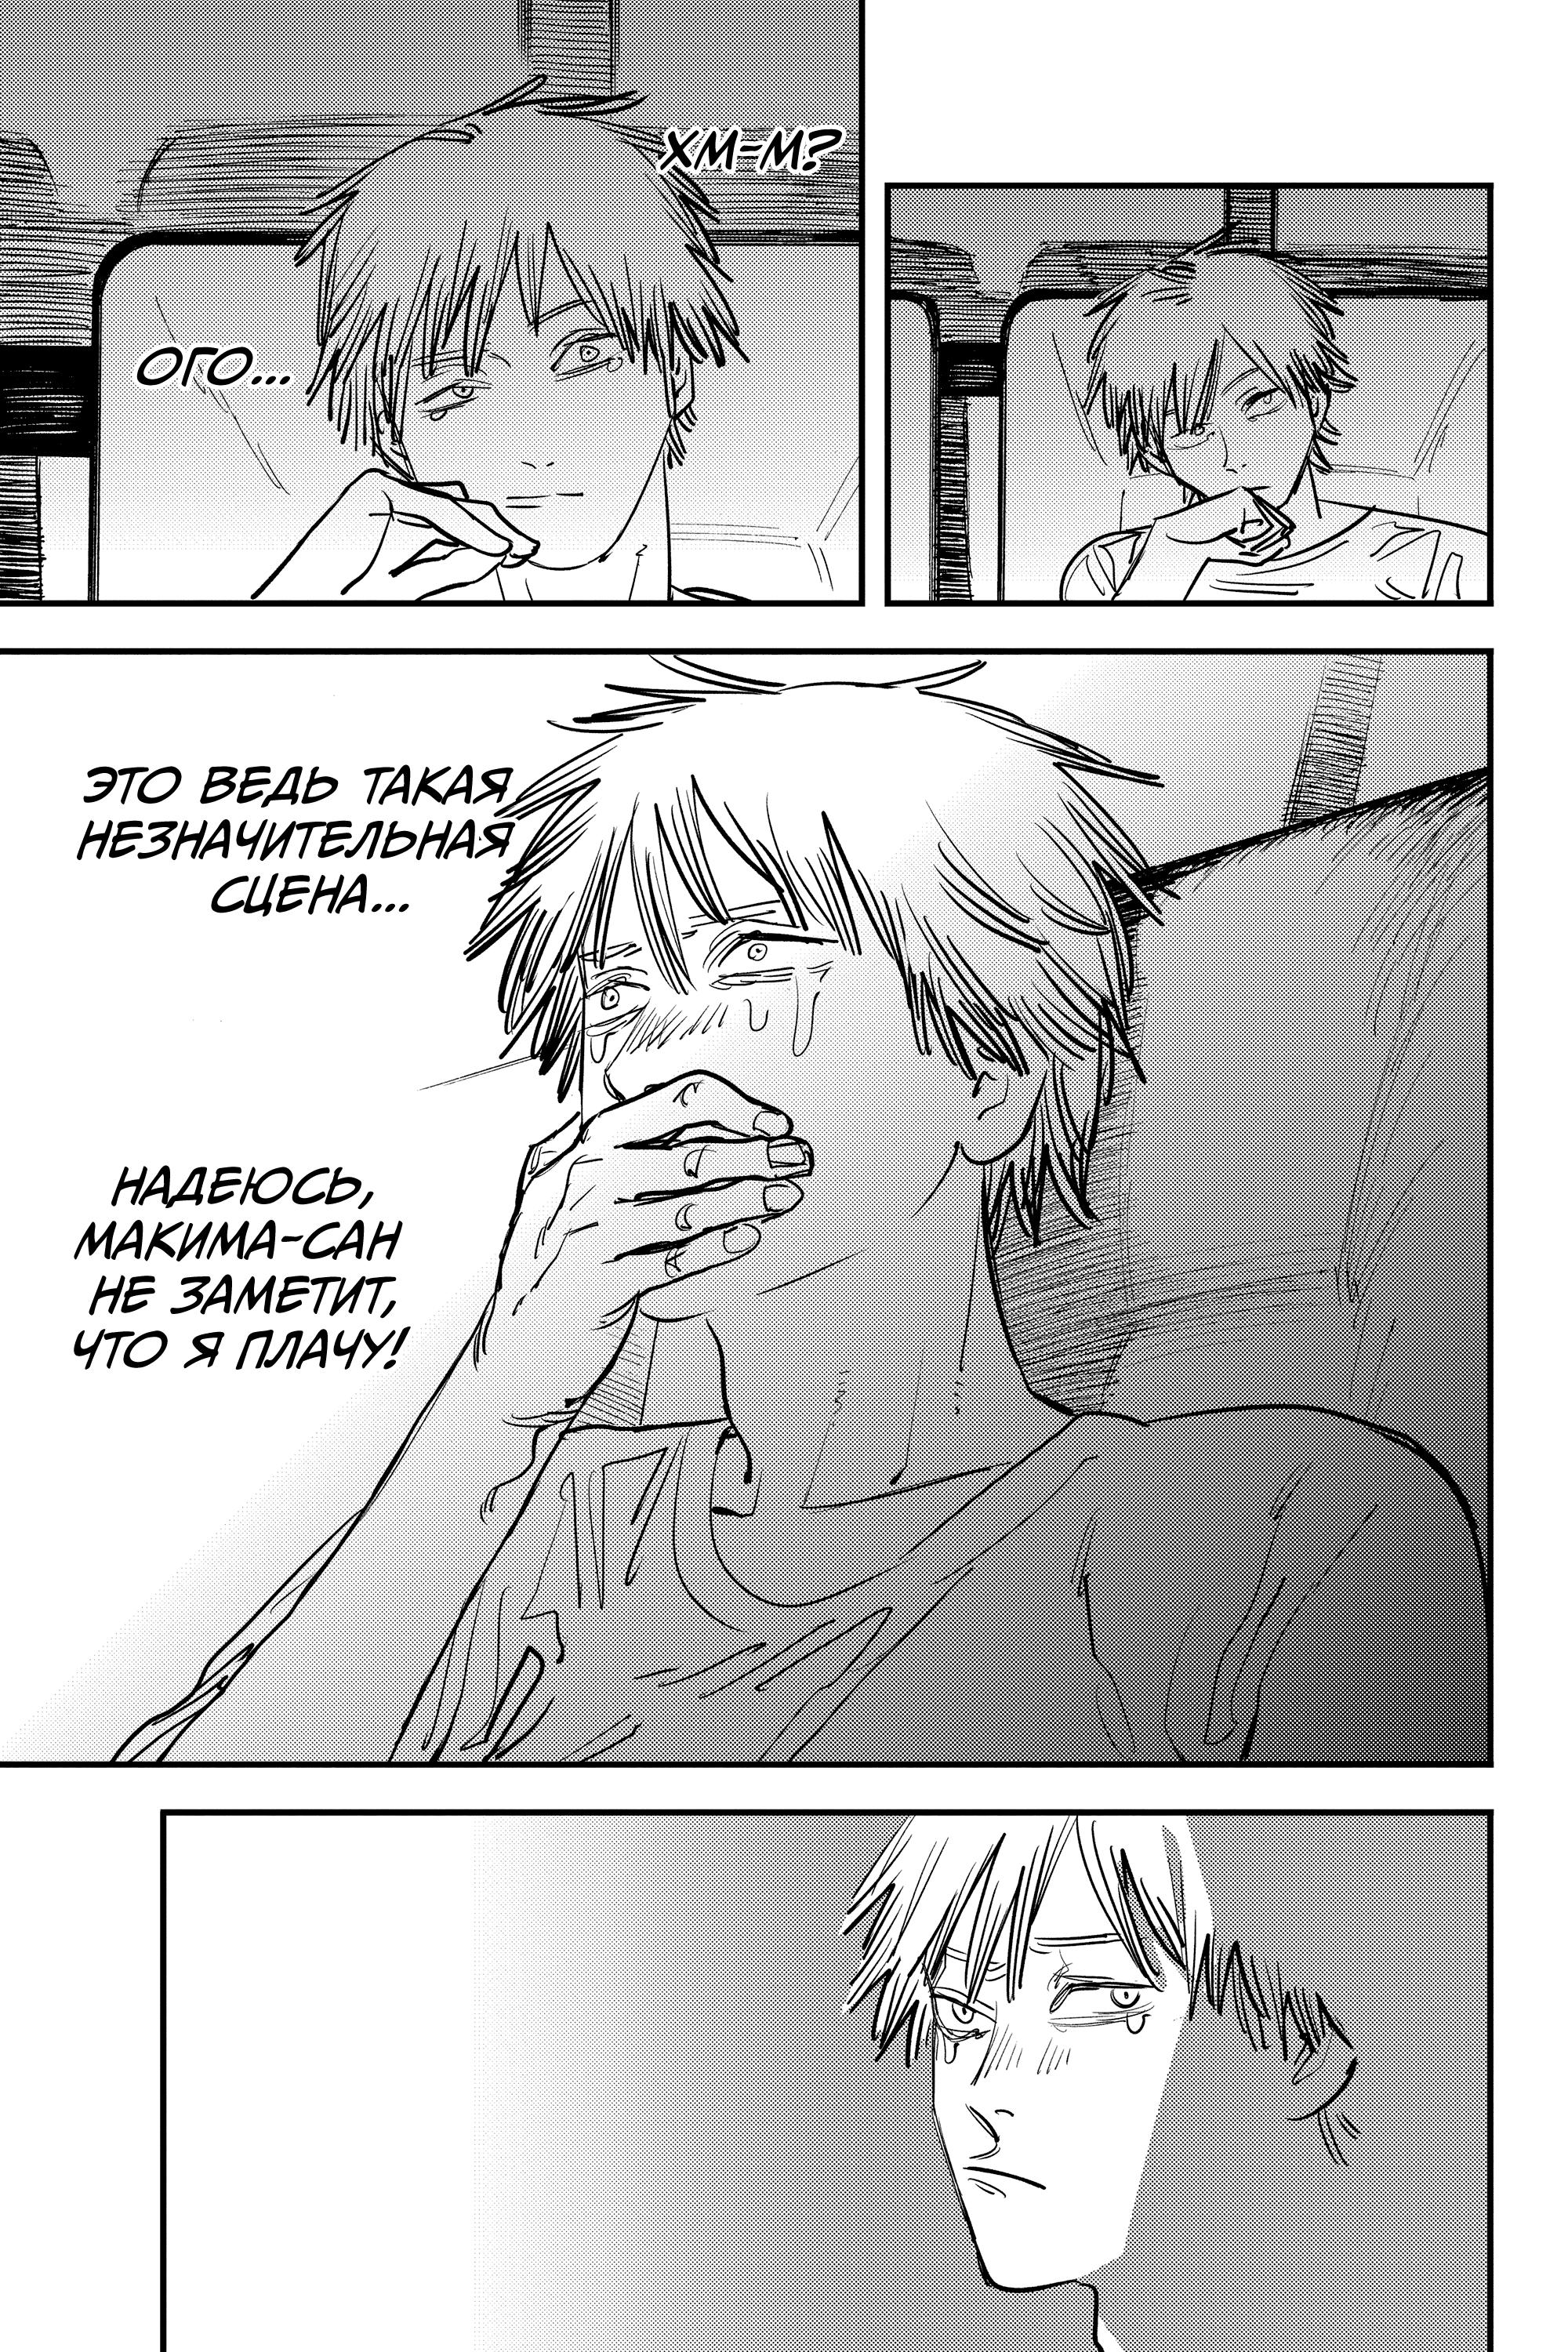 ХМ-М?
ОГО...
ЭТО ВЕДЬ ТАКАЯ
НЕЗНАЧИТЕЛЬНАЯ
СЦЕНА...
НАДЕЮСЬ,
МАКИМА-САН
НЕ ЗАМЕТИТ,
ЧТО Я ПЛАЧУ!